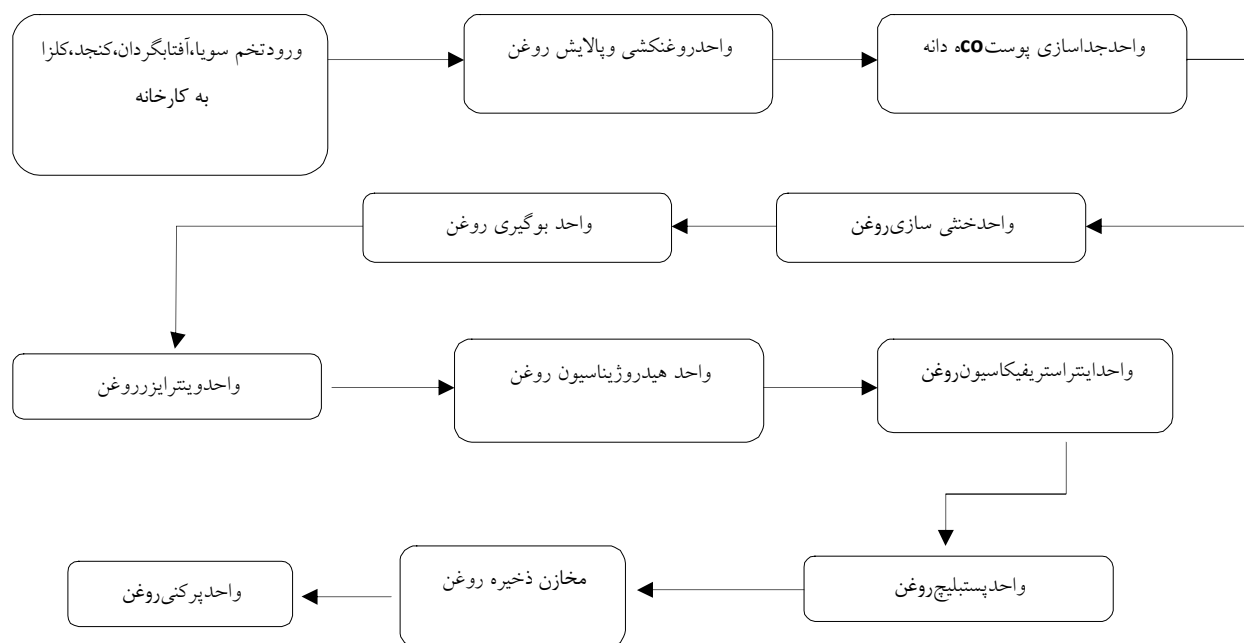 ورودتخم سویا،آفتابگردان،کنجد،کلزا
به کارخانه
واحدروغنکشی وپالایش روغن
واحدجداسازی پوستcoه دانه
واحدخنثی سازی روغن
واحد بوگیری روغن
واحدوینترایزرروغن
واحد هیدروژیناسیون روغن
واحداینتراستریفیکاسیون روغن
واحدپستبلیچ روغن
مخازن ذخیره روغن
واحدپرکنی روغن